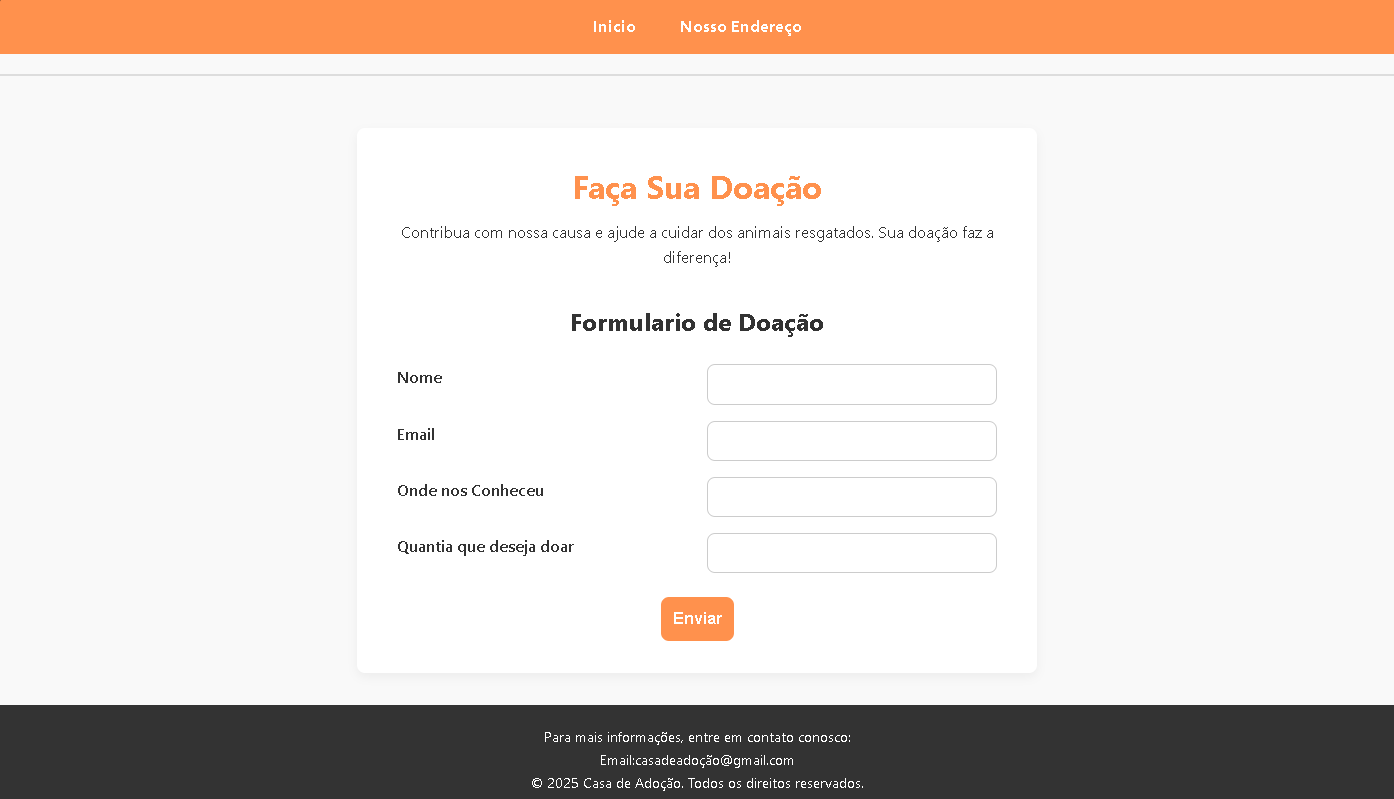 Inicio Nosso Endereço
Faça Sua Doação
Contribua com nossa causa e ajude a cuidar dos animais resgatados. Sua doação faz a
diferença!
Formulario de Doação
Nome
Email
Onde nos Conheceu
Quantia que deseja doar
Enviar
Para mais informações, entre em contato conosco:
Email:casadeadoção@gmail.com
© 2025 Casa de Adoção. Todos os direitos reservados.